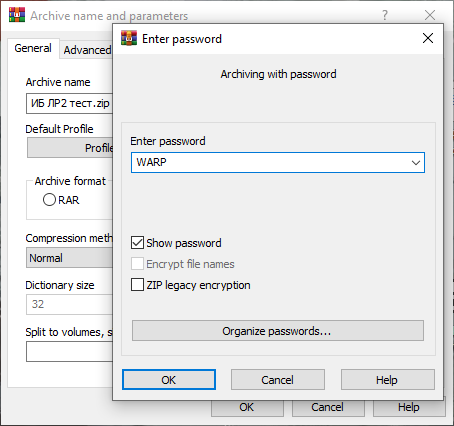 Archive name and parameters
General
Advanced
Archive name
ИБ ЛР2 тест.zip
Default Profile
Profile
Archive format
RAR
Compression meth
Normal
Dictionary size
32
Split to volumes, s
OK
Cancel
Help
Enter password
Archiving with password
Enter password
WARP
Show password
Encrypt file names
ZIP legacy encryption
Organize passwords...
OK
Cancel
Help